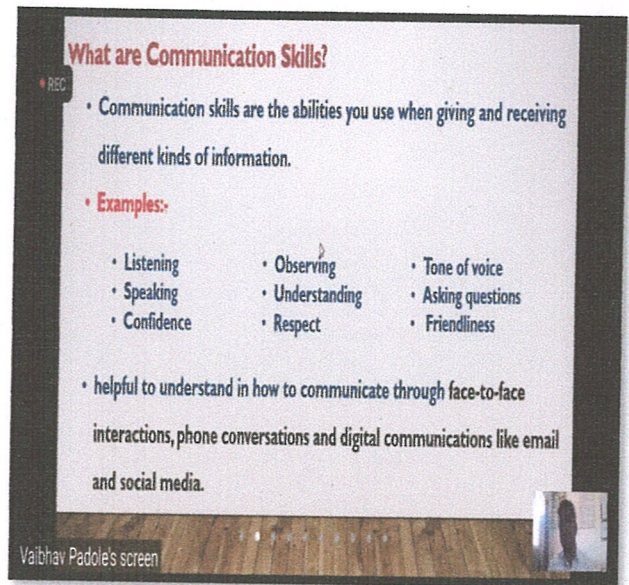 What are Communication Skills?
REC
• Communication skills are the abilities you use when giving and receiving
different kinds of information.
• Examples:-
• Listening • Observing • Tone of voice
• Speaking • Understanding • Asking questions
• Confidence • Respect • Friendliness
• helpful to understand in how to communicate through face-to-face
interactions, phone conversations and digital communications like email
and social media.
Vaibhav Padole's screen